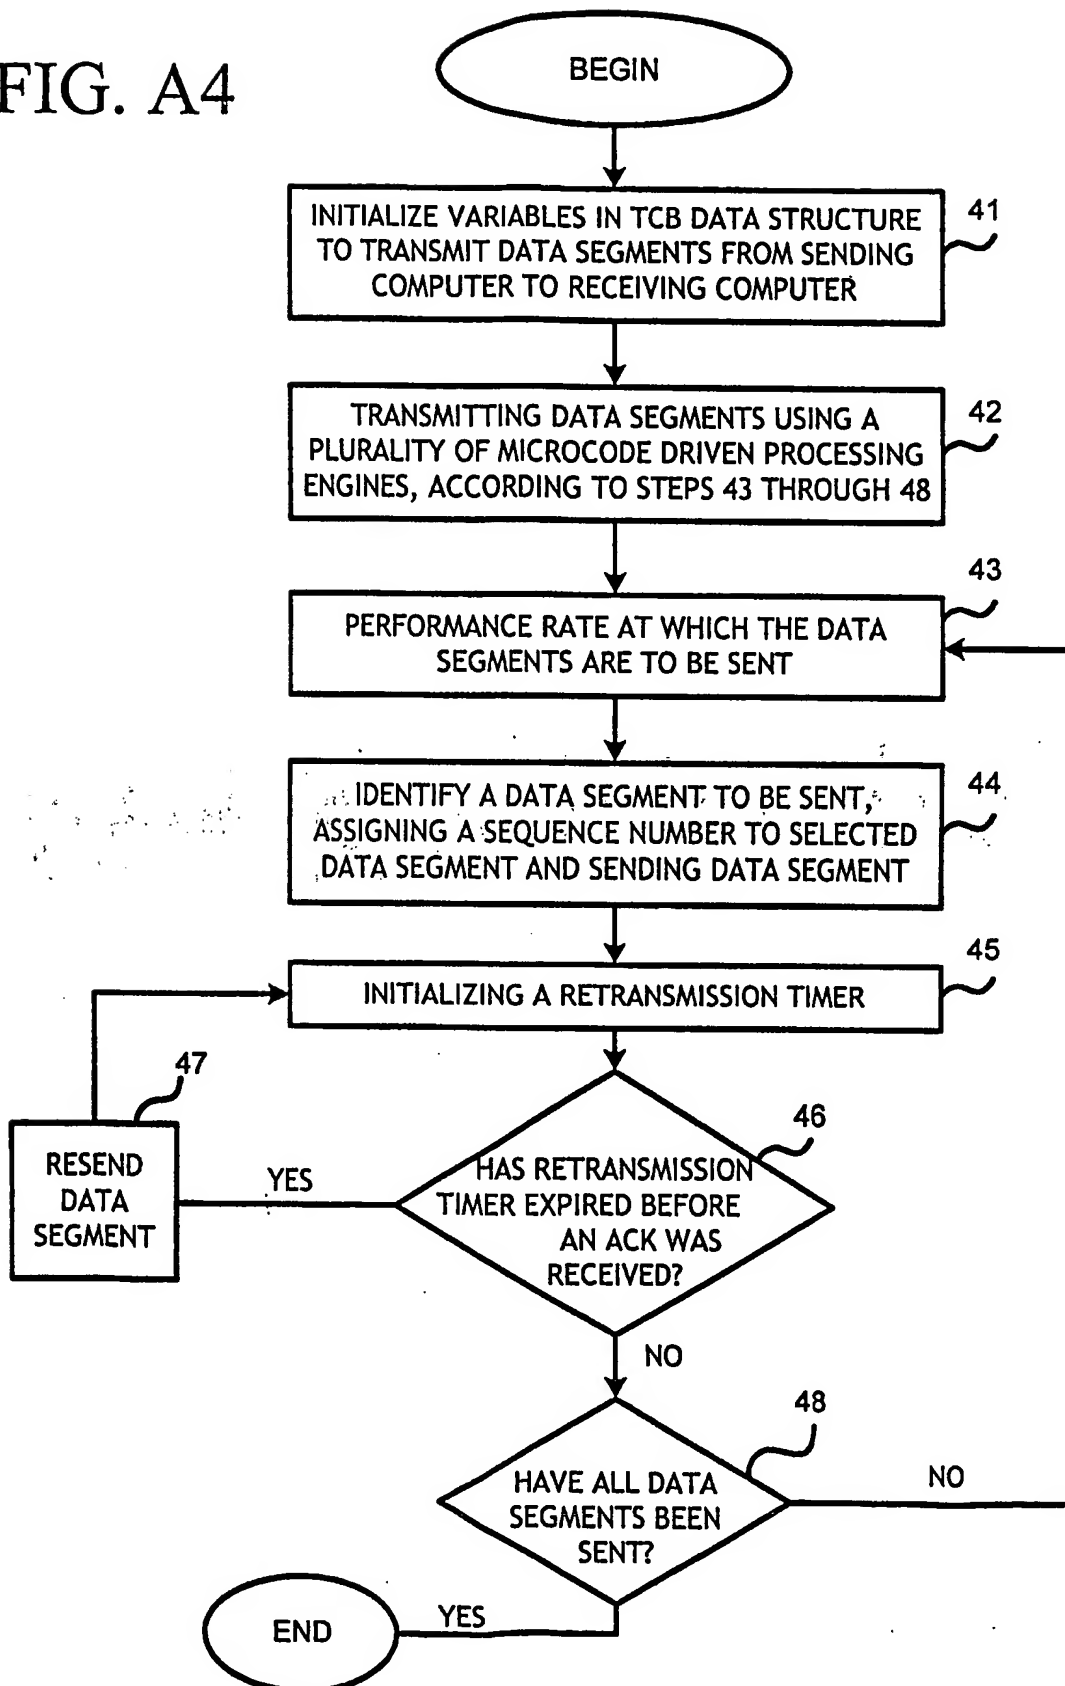 FIG. A4
BEGIN
INITIALIZE VARIABLES IN TCB DATA STRUCTURE
TO TRANSMIT DATA SEGMENTS FROM SENDING
COMPUTER TO RECEIVING COMPUTER
41
TRANSMITTING DATA SEGMENTS USING A
PLURALITY OF MICROCODE DRIVEN PROCESSING
ENGINES, ACCORDING TO STEPS 43 THROUGH 48
42
PERFORMANCE RATE AT WHICH THE DATA
SEGMENTS ARE TO BE SENT
43
IDENTIFY A DATA SEGMENT TO BE SENT,
ASSIGNING A SEQUENCE NUMBER TO SELECTED
DATA SEGMENT AND SENDING DATA SEGMENT
44
INITIALIZING A RETRANSMISSION TIMER
45
HAS RETRANSMISSION
TIMER EXPIRED BEFORE
AN ACK WAS
RECEIVED?
46
YES
RESEND
DATA
SEGMENT
47
NO
HAVE ALL DATA
SEGMENTS BEEN
SENT?
48
NO
YES
END